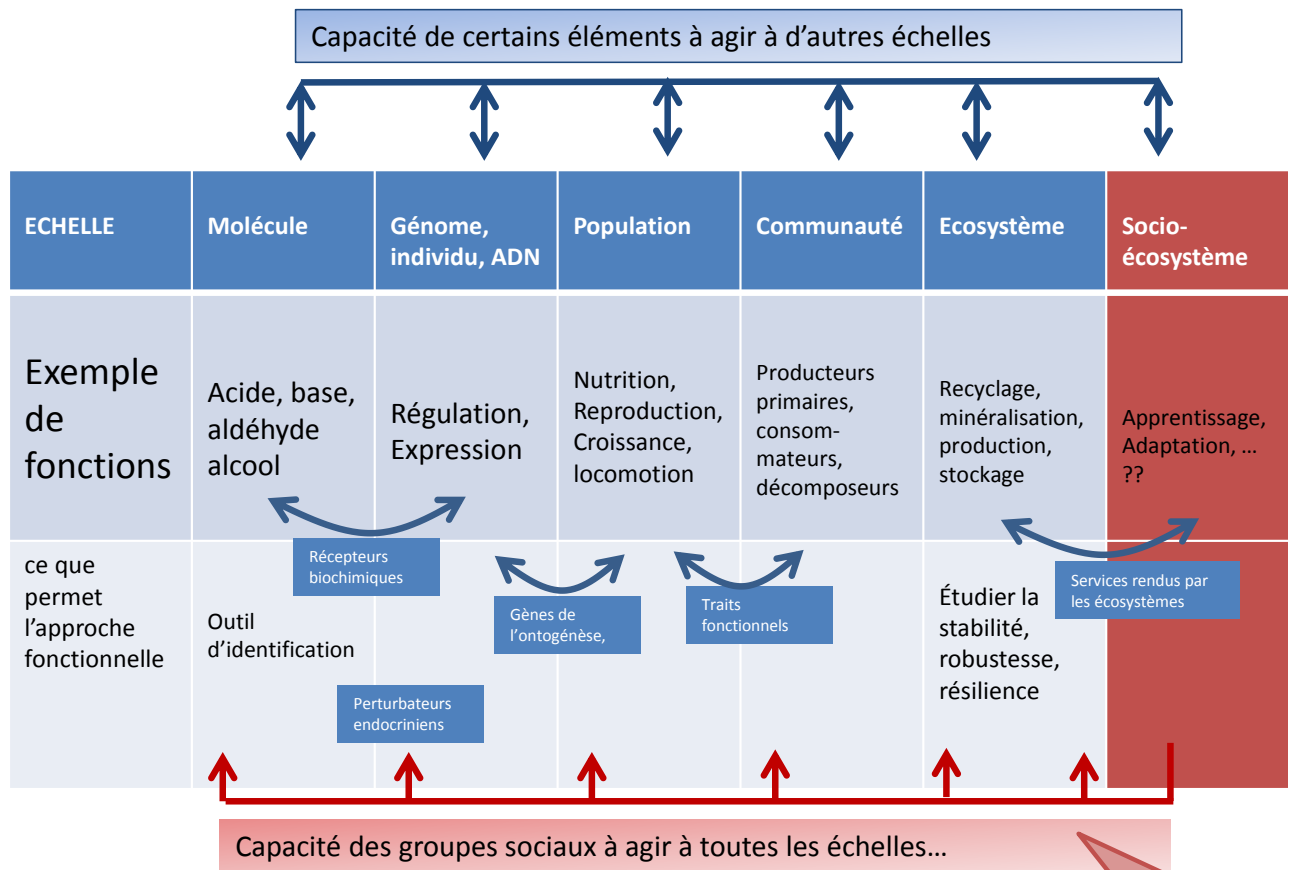 Capacité de certains éléments à agir à d’autres échelles
ECHELLE
Molécule
Génome,
individu, ADN
Population
Communauté
Ecosystème
Socio-
écosystème
Exemple
de
fonctions
Acide, base,
aldéhyde
alcool
Régulation,
Expression
Nutrition,
Reproduction,
Croissance,
locomotion
Producteurs
primaires,
consom-
mateurs,
décomposeurs
Recyclage,
minéralisation,
production,
stockage
Apprentissage,
Adaptation, ...
??
ce que
permet
l’approche
fonctionnelle
Outil
d’identification
Récepteurs
biochimiques
Perturbateurs
endocriniens
Gènes de
l’ontogénèse,
Traits
fonctionnels
Étudier la
stabilité,
robustesse,
résilience
Services rendus par
les écosystèmes
Capacité des groupes sociaux à agir à toutes les échelles…